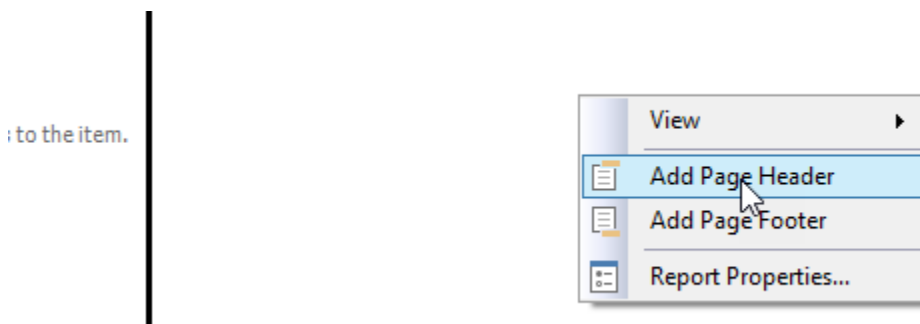 to the item.
View
Add Page Header
Add Page Footer
Report Properties...